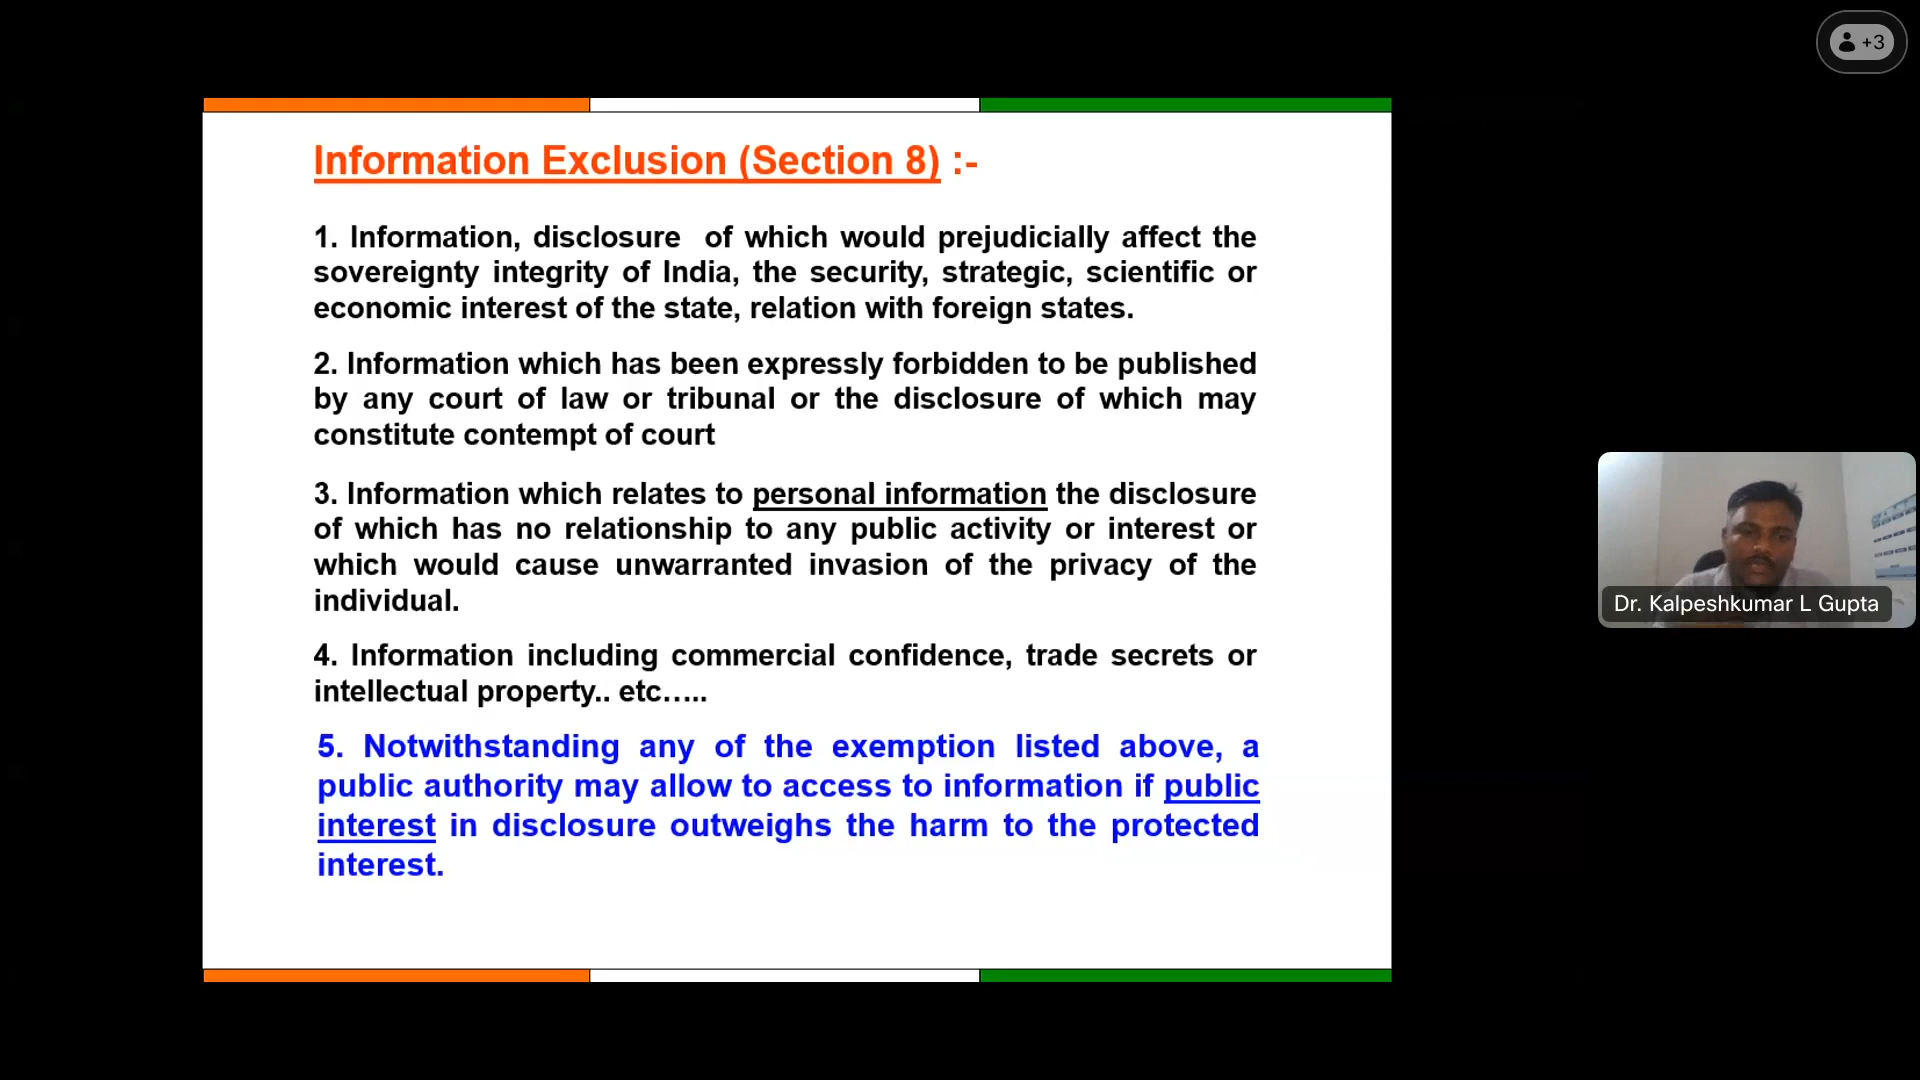 +3
Information Exclusion (Section 8) :-
1. Information, disclosure of which would prejudicially affect the
sovereignty integrity of India, the security, strategic, scientific or
economic interest of the state, relation with foreign states.
2. Information which has been expressly forbidden to be published
by any court of law or tribunal or the disclosure of which may
constitute contempt of court
3. Information which relates to personal information the disclosure
of which has no relationship to any public activity or interest or
which would cause unwarranted invasion of the privacy of the
individual.
4. Information including commercial confidence, trade secrets or
intellectual property.. etc…..
5. Notwithstanding any of the exemption listed above, a
public authority may allow to access to information if public
interest in disclosure outweighs the harm to the protected
interest.
Dr. Kalpeshkumar L Gupta